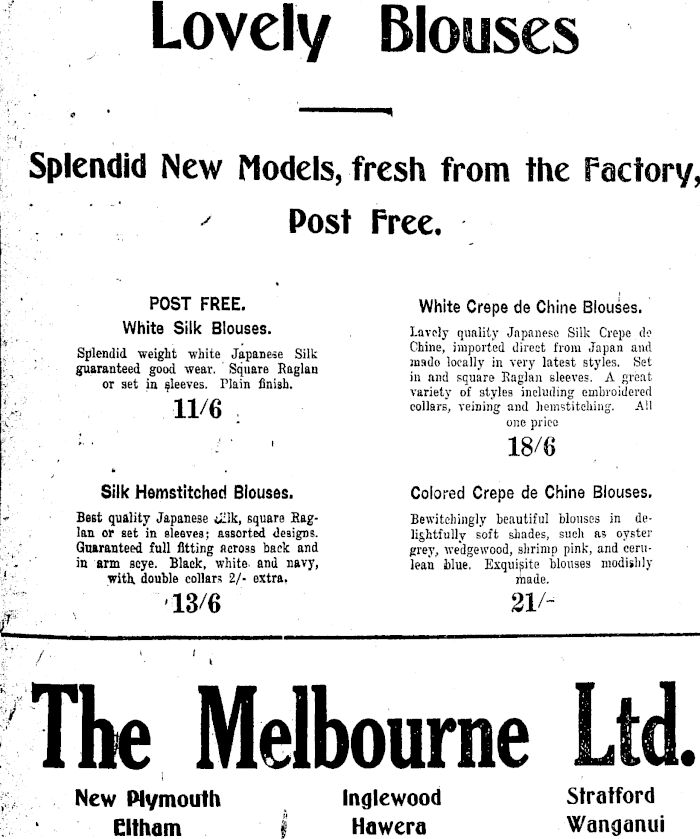 Lovely Blouses
Splendid New Models, fresh from the Factory,
Post Free.
POST FREE.
White Silk Blouses.
Splendid weight white Japanese Silk
guaranteed good wear. Square Raglan
or set in sleeves. Plain finish.
11/6
Silk Hemstitched Blouses.
Best quality Japanese Silk, square Rag-
lan or set in sleeves; assorted designs.
Guaranteed full fitting across back and
in arm scye. Black, white and navy,
with double collars 2/- extra.
13/6
White Crepe de Chine Blouses.
Lavely quality Japanese Silk Crepe de
Chine, imported direct from Japan and
made locally in very latest styles. Set
in and square Raglan sleeves. A great
variety of styles including embroidered
collars, veining and hemstitching. All
one price
18/6
Colored Crepe de Chine Blouses.
Bewitchingly beautiful blouses in de-
lightfully soft shades, such as oyster
grey, wedgewood, shrimp pink, and ceru-
lean blue. Exquisite blouses modishly
made.
21/-
The Melbourne Ltd.
New Plymouth Inglewood Stratford
Eltham Hawera Wanganui